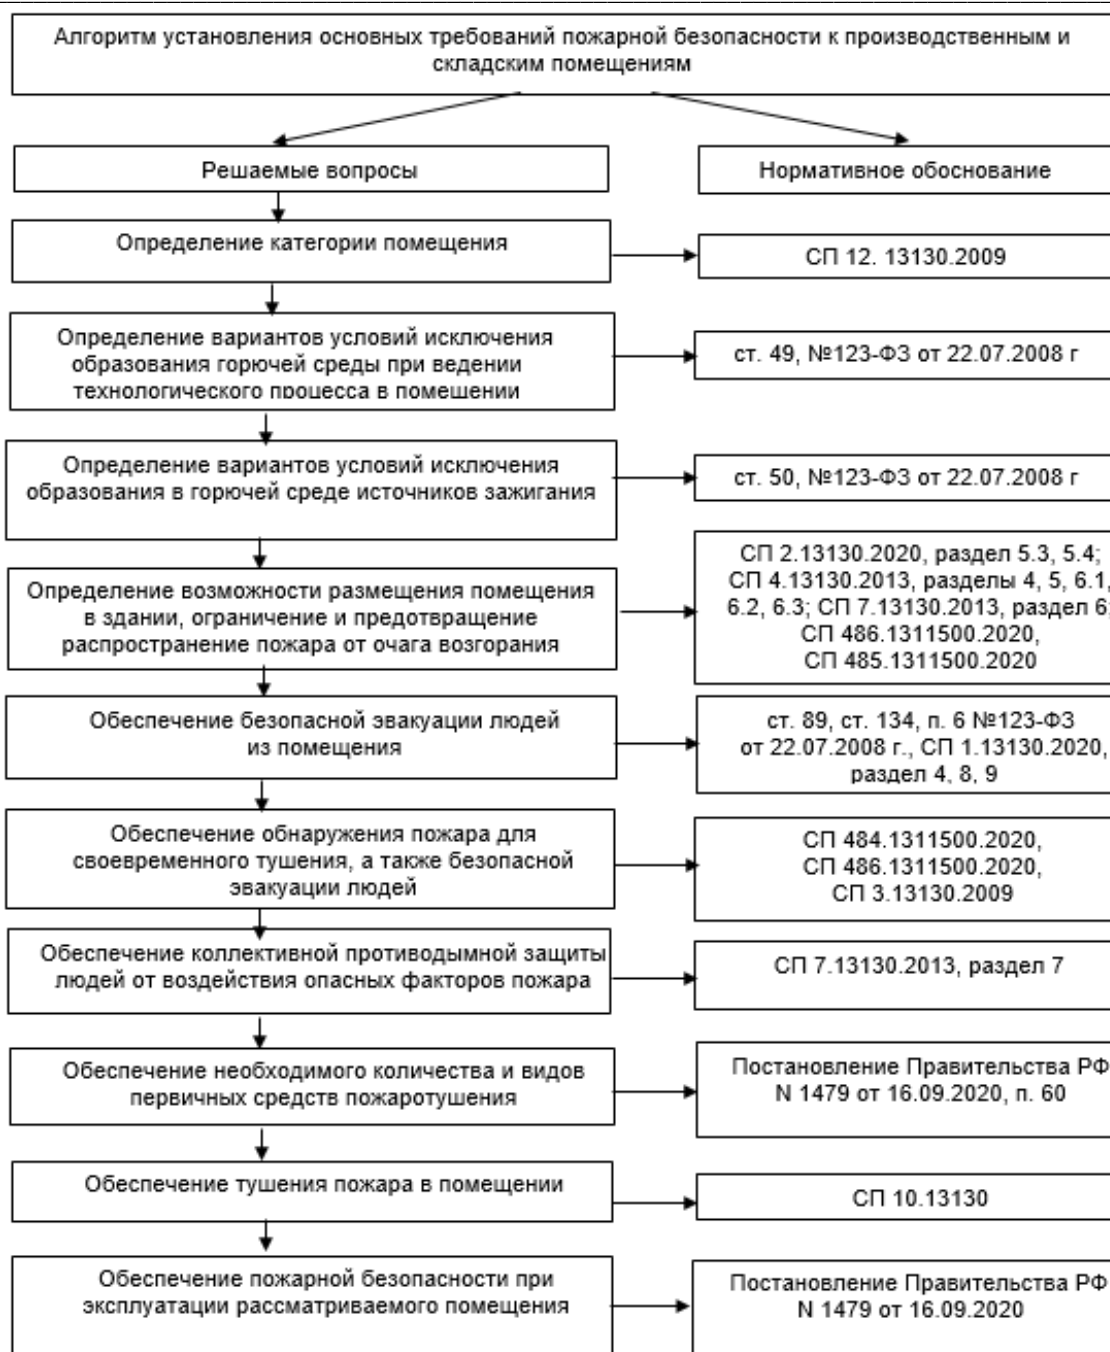 Алгоритм установления основных требований пожарной безопасности к производственным и
складским помещениям
Решаемые вопросы
Нормативное обоснование
Определение категории помещения
СП 12. 13130.2009
Определение вариантов условий исключения
образования горючей среды при ведении
технологического процесса в помещении
ст. 49, №123-ФЗ от 22.07.2008 г
Определение вариантов условий исключения
образования в горючей среде источников зажигания
ст. 50, №123-ФЗ от 22.07.2008 г
Определение возможности размещения помещения
в здании, ограничение и предотвращение
распространение пожара от очага возгорания
СП 2.13130.2020, раздел 5.3, 5.4;
СП 4.13130.2013, разделы 4, 5, 6.1,
6.2, 6.3; СП 7.13130.2013, раздел 6;
СП 486.1311500.2020,
СП 485.1311500.2020
Обеспечение безопасной эвакуации людей
из помещения
ст. 89, ст. 134, п. 6 №123-ФЗ
от 22.07.2008 г., СП 1.13130.2020,
раздел 4, 8, 9
Обеспечение обнаружения пожара для
своевременного тушения, а также безопасной
эвакуации людей
СП 484.1311500.2020,
СП 486.1311500.2020,
СП 3.13130.2009
Обеспечение коллективной противодымной защиты
людей от воздействия опасных факторов пожара
СП 7.13130.2013, раздел 7
Обеспечение необходимого количества и видов
первичных средств пожаротушения
Постановление Правительства РФ
N 1479 от 16.09.2020, п. 60
Обеспечение тушения пожара в помещении
СП 10.13130
Обеспечение пожарной безопасности при
эксплуатации рассматриваемого помещения
Постановление Правительства РФ
N 1479 от 16.09.2020